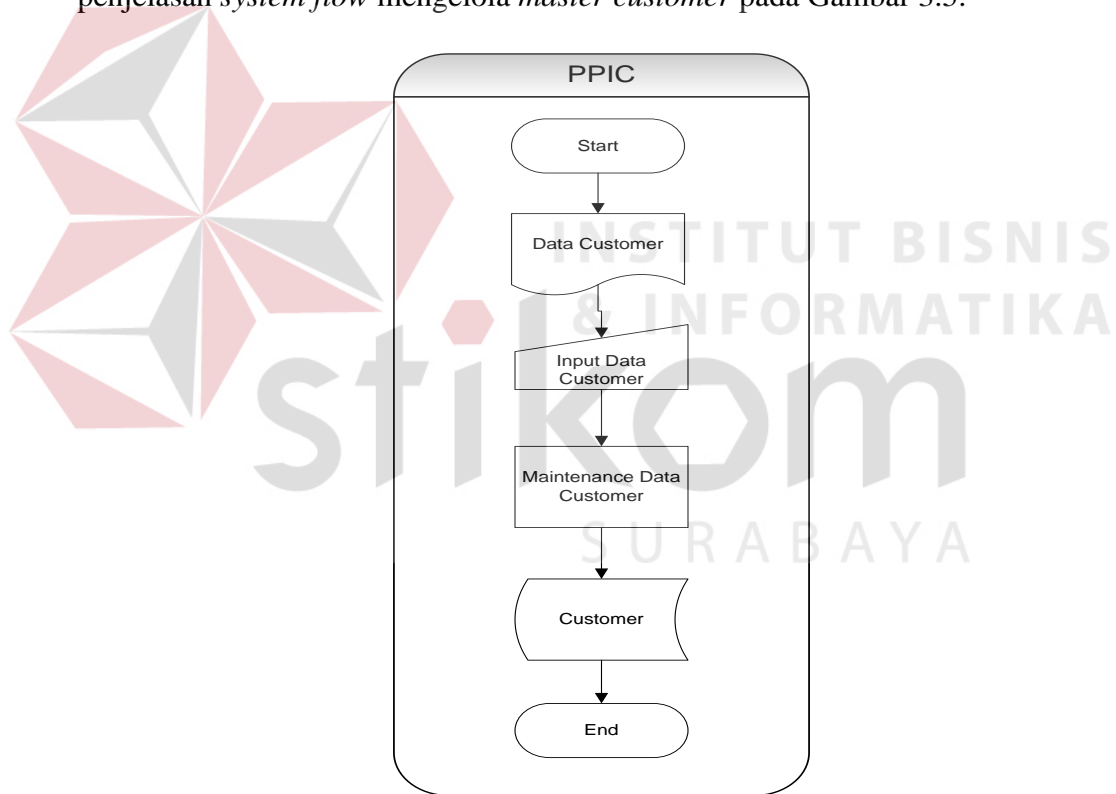 penjelasan system flow mengelola master customer pada Gambar 3.5.
PPIC
Start
Data Customer
INSTITUT BISNIS
& INFORMATIKA
Input Data
Customer
stikom
Maintenance Data
Customer
SURABAYA
Customer
End